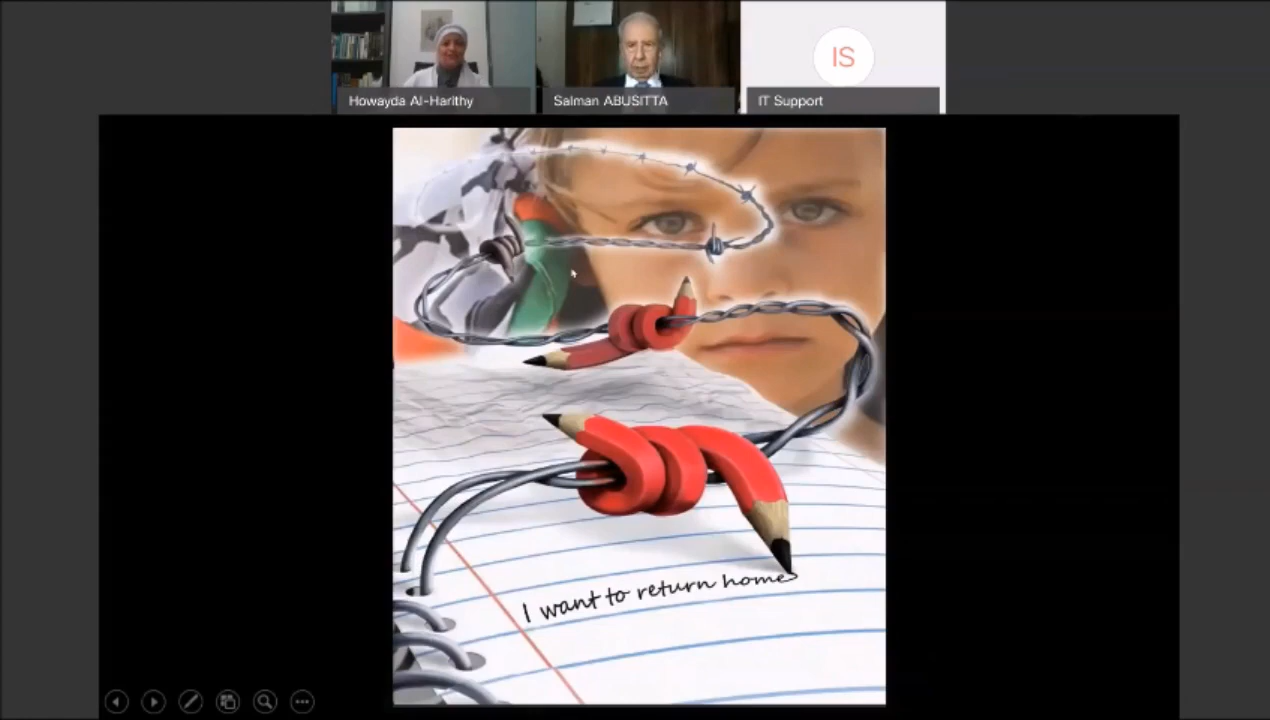 IS
Howayda Al-Harithy
Salman ABUSITTA
IT Support
I want to return home